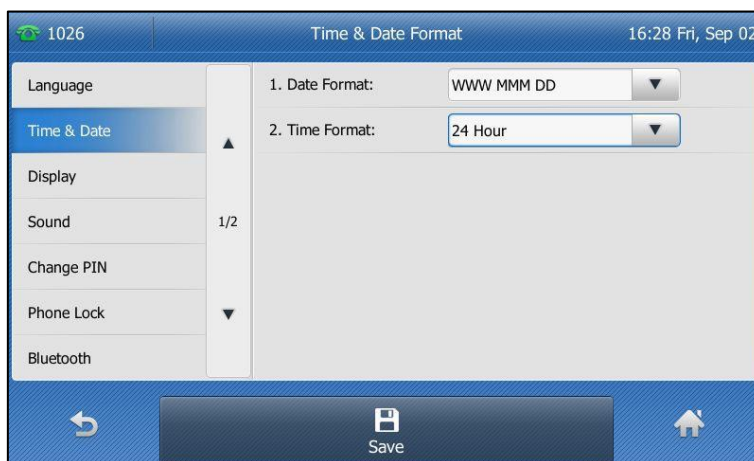 1026
Time & Date Format
16:28 Fri, Sep 02
Language
Time & Date
Display
Sound
Change PIN
Phone Lock
Bluetooth
1/2
1. Date Format:
WWW MMM DD
2. Time Format:
24 Hour
Save